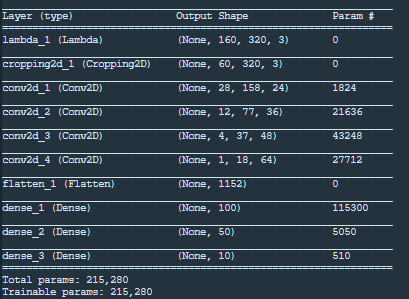 Layer (type) Output Shape Param #
lambda_1 (Lambda) (None, 160, 320, 3) 0
cropping2d_1 (Cropping2D) (None, 60, 320, 3) 0
conv2d_1 (Conv2D) (None, 28, 158, 24) 1824
conv2d_2 (Conv2D) (None, 12, 77, 36) 21636
conv2d_3 (Conv2D) (None, 4, 37, 48) 43248
conv2d_4 (Conv2D) (None, 1, 18, 64) 27712
flatten_1 (Flatten) (None, 1152) 0
dense_1 (Dense) (None, 100) 115300
dense_2 (Dense) (None, 50) 5050
dense_3 (Dense) (None, 10) 510
Total params: 215,280
Trainable params: 215,280